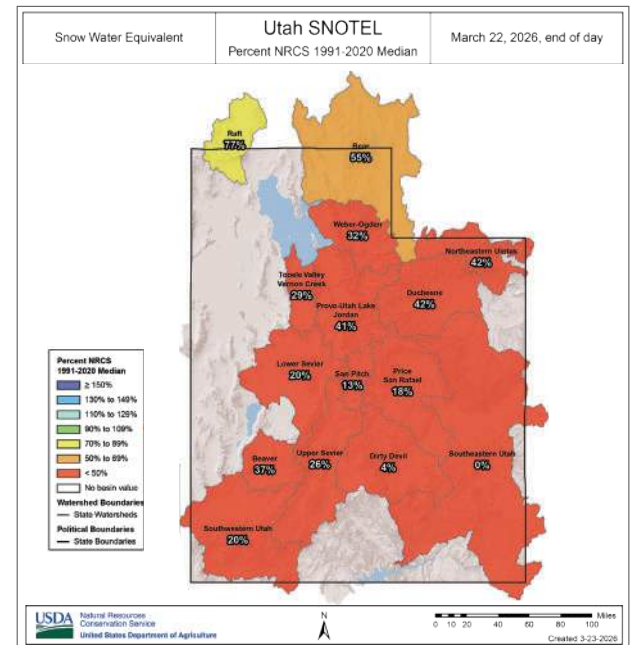 Snow Water Equivalent
Utah SNOTEL
Percent NRCS 1991-2020 Median
March 22, 2026, end of day
Raft
77%
Bear
55%
Weber-Ogden
32%
Northeastern Uintas
42%
Tooele Valley
Vernon Creek
29%
Duchesne
42%
Provo-Utah Lake
Jordan
41%
Lower Sevier
20%
San Pitch
13%
Price
San Rafael
18%
Beaver
37%
Upper Sevier
26%
Dirty Devil
4%
Southeastern Utah
0%
Southwestern Utah
20%
Percent NRCS
1991-2020 Median
≥ 150%
130% to 149%
110% to 129%
90% to 109%
70% to 89%
50% to 69%
< 50%
No basin value
Watershed Boundaries
State Watersheds
Political Boundaries
State Boundaries
USDA
Natural Resources
Conservation Service
United States Department of Agriculture
N
Miles
0 10 20 40 60 80 100
Created 3-23-2026